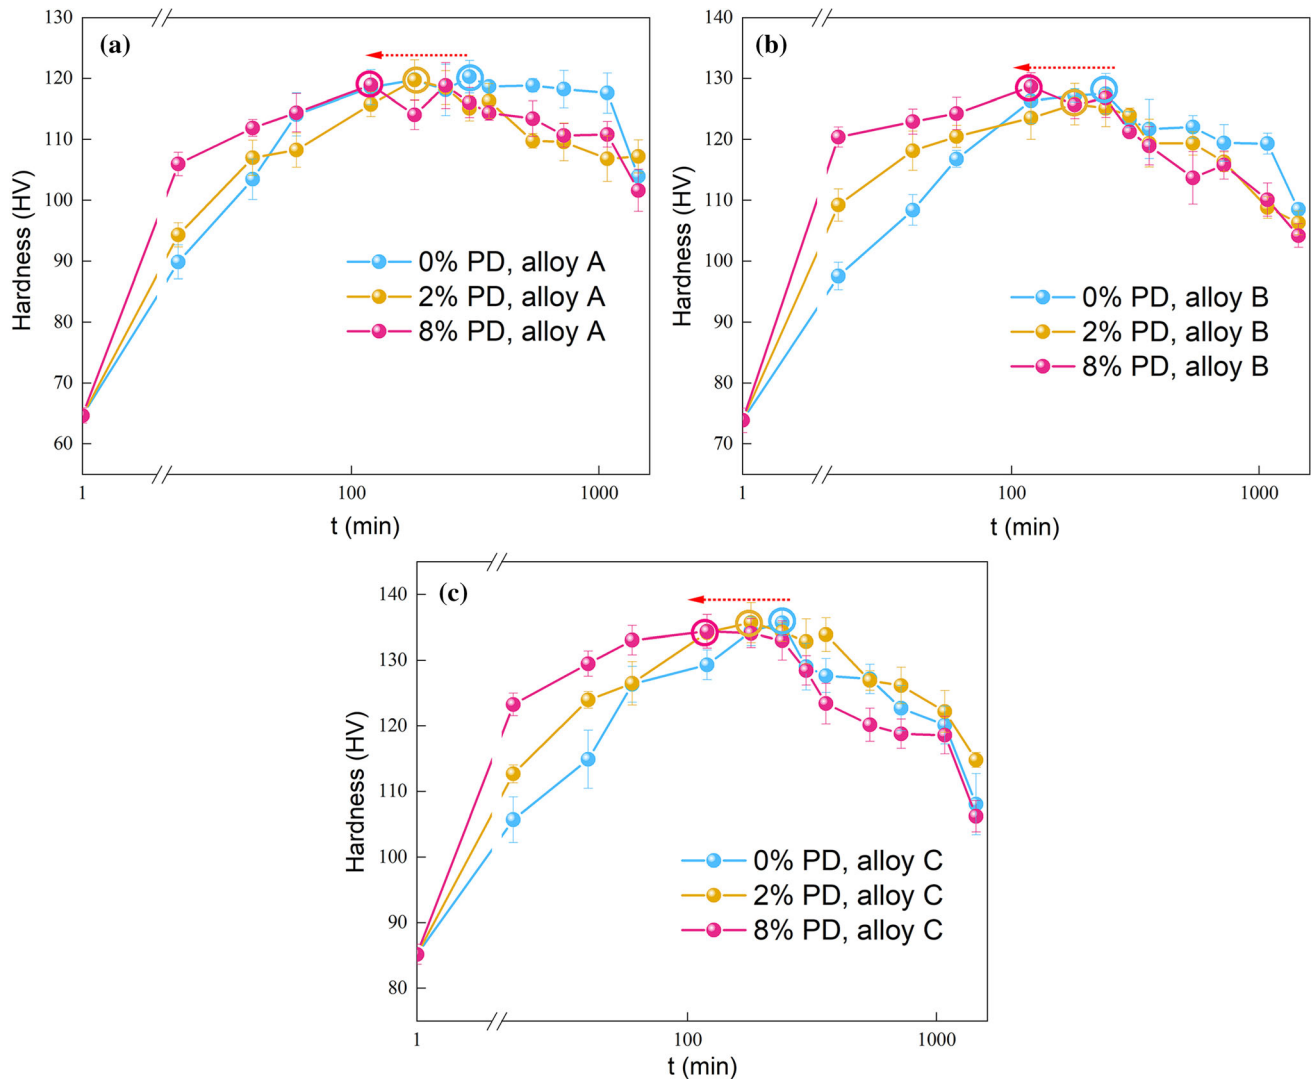 (a)
130
120
110
100
90
80
70
60
Hardness (HV)
0% PD, alloy A
2% PD, alloy A
8% PD, alloy A
1
100
1000
t (min)
(b)
140
130
120
110
100
90
80
70
Hardness (HV)
0% PD, alloy B
2% PD, alloy B
8% PD, alloy B
1
100
1000
t (min)
(c)
140
130
120
110
100
90
80
Hardness (HV)
0% PD, alloy C
2% PD, alloy C
8% PD, alloy C
1
100
1000
t (min)